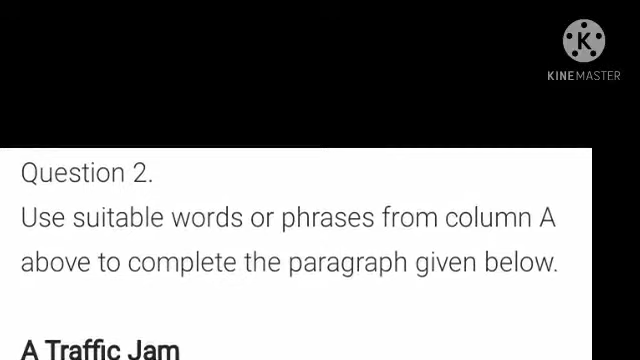 K
KINEMASTER
Question 2.
Use suitable words or phrases from column A
above to complete the paragraph given below.
A Traffic Jam